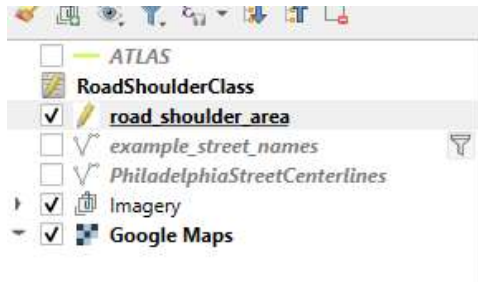 ATLAS
RoadShoulderClass
road_shoulder_area
example_street_names
PhiladelphiaStreetCenterlines
Imagery
Google Maps